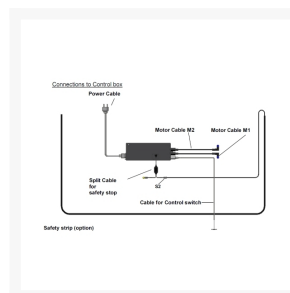 Connections to Control box
Power Cable
Motor Cable M2
Motor Cable M1
Split Cable
for
safety stop
S2
Cable for Control switch
Safety strip (option)